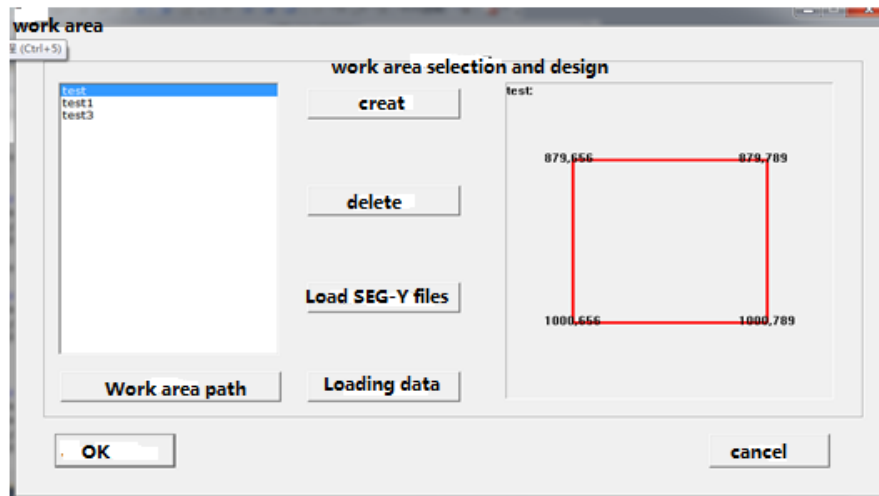 work area
(Ctrl+5)
work area selection and design
test
test1
test3
creat
delete
Load SEG-Y files
Loading data
Work area path
test:
879,656
879,789
1000,656
1000,789
OK
cancel